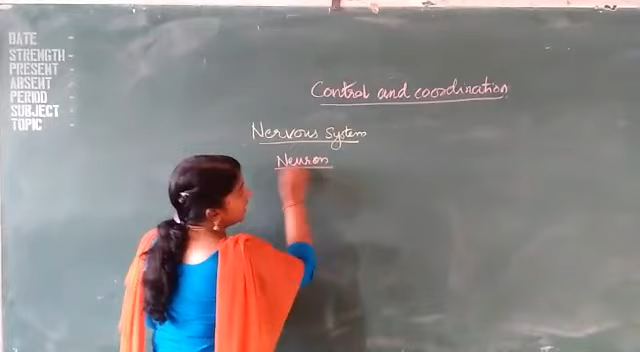 DATE -
STRENGTH -
PRESENT -
ABSENT -
PERIOD -
SUBJECT -
TOPIC -
Control and coordination
Nervous System
Neuron